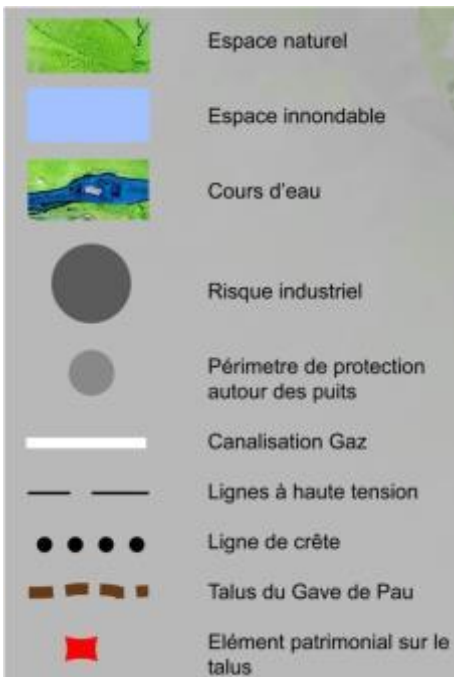 Espace naturel
Espace innondable
Cours d'eau
Risque industriel
Périmetre de protection
autour des puits
Canalisation Gaz
Lignes à haute tension
Ligne de crête
Talus du Gave de Pau
Elément patrimonial sur le
talus